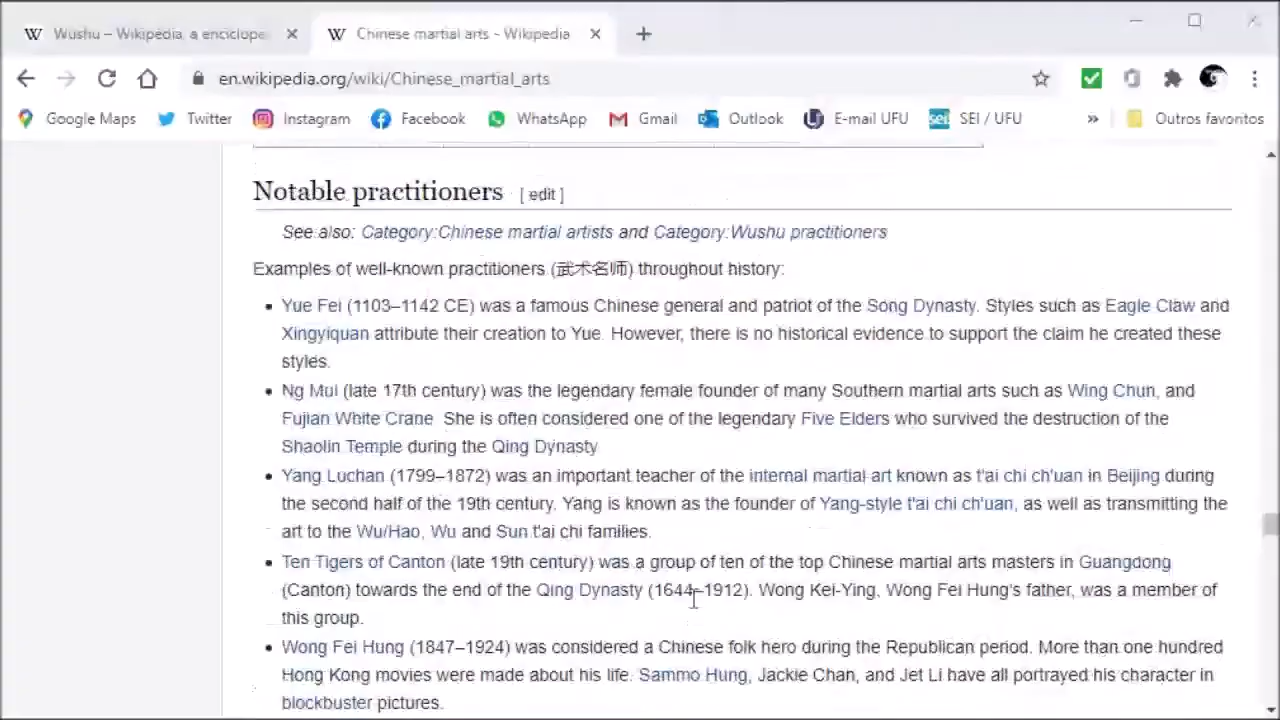 Wushu – Wikipédia, a encicloped
Chinese martial arts - Wikipedia
en.wikipedia.org/wiki/Chinese_martial_arts
Google Maps Twitter Instagram Facebook WhatsApp Gmail Outlook E-mail UFU sei SEI / UFU » Outros favoritos
Notable practitioners [ edit ]
See also: Category:Chinese martial artists and Category:Wushu practitioners
Examples of well-known practitioners (武术名师) throughout history:
• Yue Fei (1103–1142 CE) was a famous Chinese general and patriot of the Song Dynasty. Styles such as Eagle Claw and
Xingyiquan attribute their creation to Yue. However, there is no historical evidence to support the claim he created these
styles.
• Ng Mui (late 17th century) was the legendary female founder of many Southern martial arts such as Wing Chun, and
Fujian White Crane. She is often considered one of the legendary Five Elders who survived the destruction of the
Shaolin Temple during the Qing Dynasty.
• Yang Luchan (1799–1872) was an important teacher of the internal martial art known as t'ai chi ch'uan in Beijing during
the second half of the 19th century. Yang is known as the founder of Yang-style t'ai chi ch'uan, as well as transmitting the
art to the Wu/Hao, Wu and Sun t'ai chi families.
• Ten Tigers of Canton (late 19th century) was a group of ten of the top Chinese martial arts masters in Guangdong
(Canton) towards the end of the Qing Dynasty (1644–1912). Wong Kei-Ying, Wong Fei Hung's father, was a member of
this group.
• Wong Fei Hung (1847–1924) was considered a Chinese folk hero during the Republican period. More than one hundred
Hong Kong movies were made about his life. Sammo Hung, Jackie Chan, and Jet Li have all portrayed his character in
blockbuster pictures.